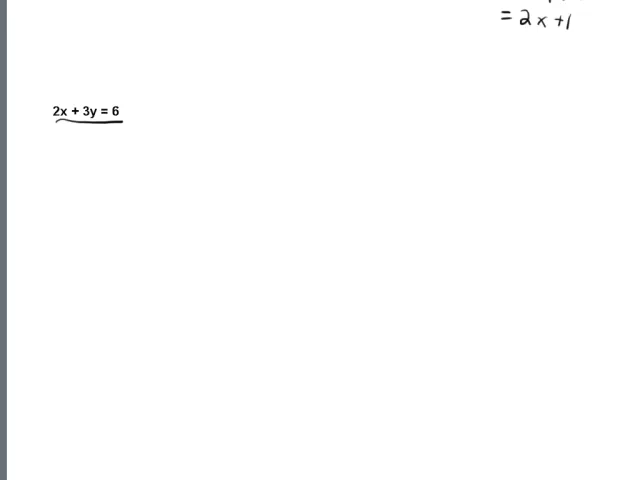 = 2x +1
2x + 3y = 6